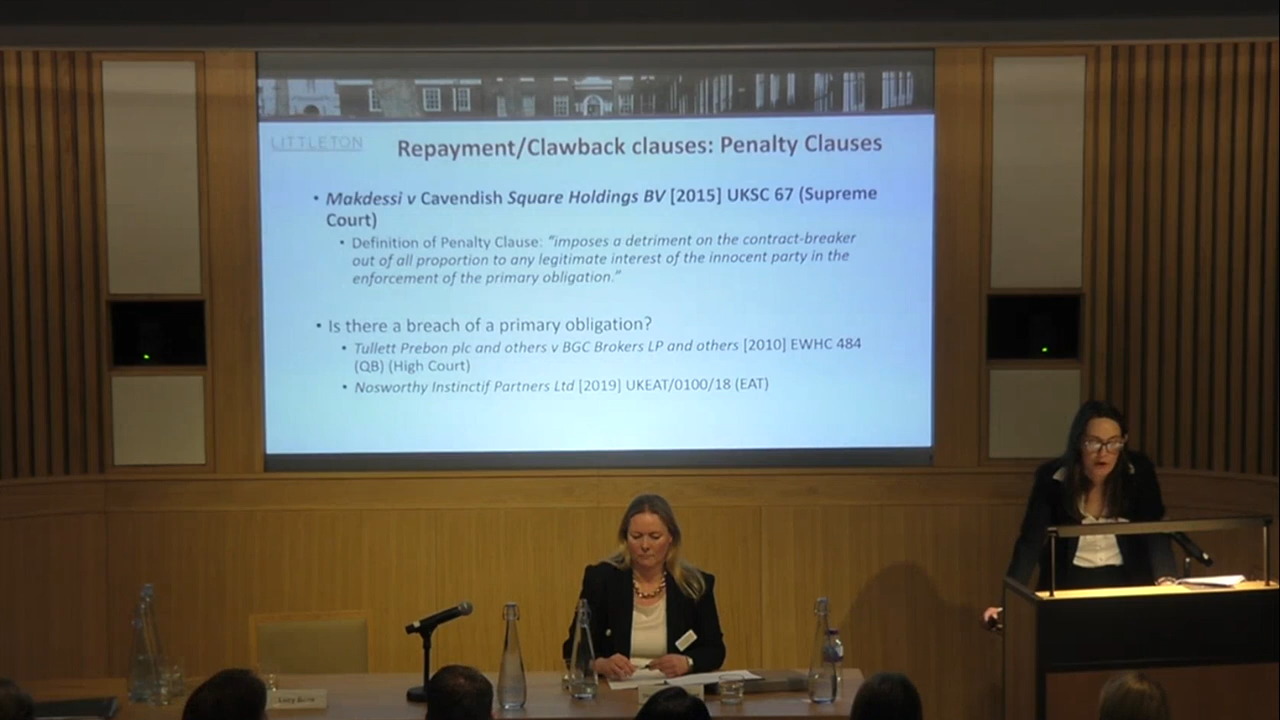 LITTLETON
Repayment/Clawback clauses: Penalty Clauses
• Makdessi v Cavendish Square Holdings BV [2015] UKSC 67 (Supreme
Court)
• Definition of Penalty Clause: "imposes a detriment on the contract-breaker
out of all proportion to any legitimate interest of the innocent party in the
enforcement of the primary obligation."
• Is there a breach of a primary obligation?
• Tullett Prebon plc and others v BGC Brokers LP and others [2010] EWHC 484
(QB) (High Court)
• Nosworthy Instinctif Partners Ltd [2019] UKEAT/0100/18 (EAT)